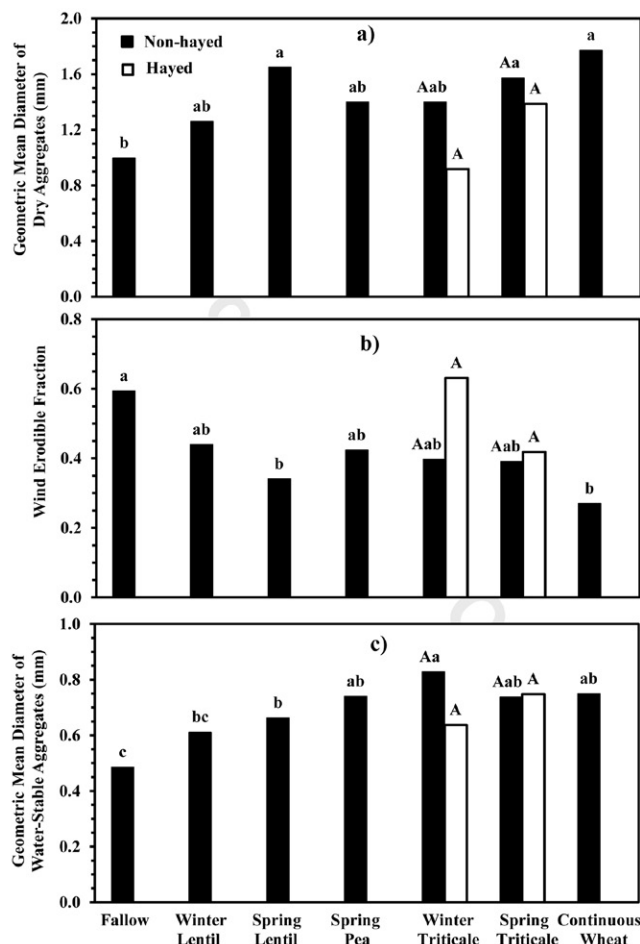 a)
Non-hayed
Hayed
Geometric Mean Diameter of
Dry Aggregates (mm)
2.0
1.6
1.2
0.8
0.4
0.0
b
ab
a
ab
Aab
A
Aa
A
a
b)
Wind Erodible Fraction
0.8
0.6
0.4
0.2
0.0
a
ab
b
ab
Aab
A
Aab
A
b
c)
Geometric Mean Diameter of
Water-Stable Aggregates (mm)
1.0
0.8
0.6
0.4
0.2
0.0
c
bc
b
ab
Aa
A
Aab
A
ab
Fallow
Winter
Lentil
Spring
Lentil
Spring
Pea
Winter
Triticale
Spring
Triticale
Continuous
Wheat